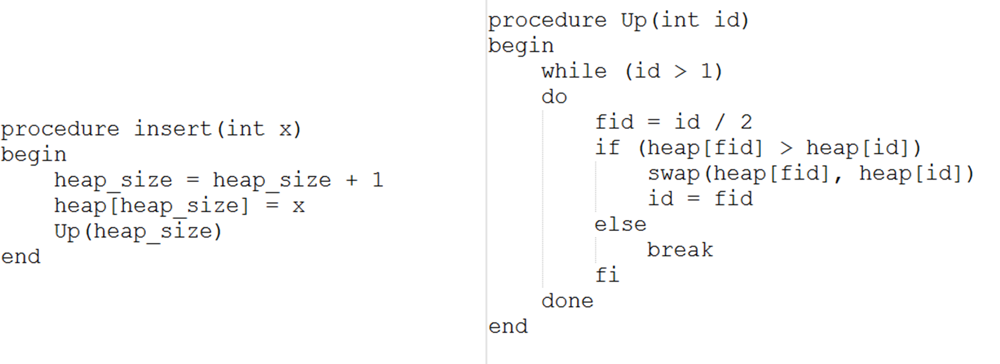 procedure insert(int x)
begin
    heap_size = heap_size + 1
    heap[heap_size] = x
    Up(heap_size)
end
procedure Up(int id)
begin
    while (id > 1)
    do
        fid = id / 2
        if (heap[fid] > heap[id])
            swap(heap[fid], heap[id])
            id = fid
        else
            break
        fi
    done
end